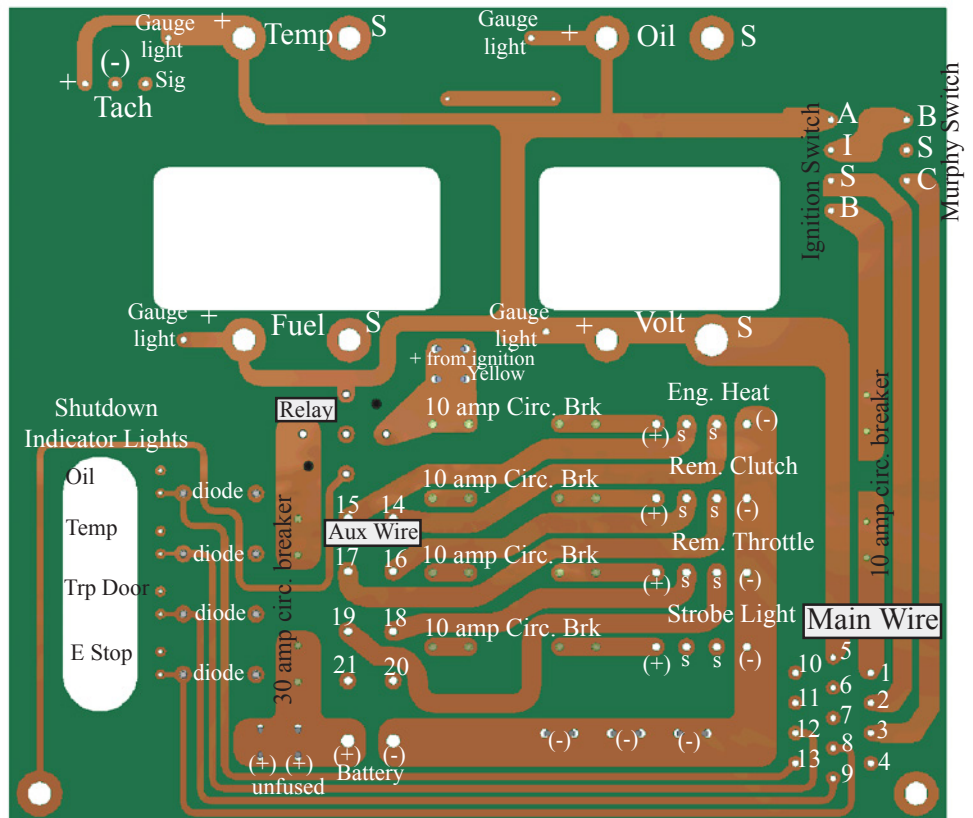 Gauge light
+
Temp
S
Gauge light
+
Oil
S
+
(-)
Sig
Tach
Ignition Switch
A
I
S
B
Murphy Switch
B
S
C
Gauge light
+
Fuel
S
Gauge light
+
Volt
S
+ from ignition
Yellow
Shutdown
Indicator Lights
Oil
Temp
Trp Door
E Stop
diode
diode
diode
diode
Relay
30 amp circ. breaker
10 amp Circ. Brk
Eng. Heat
(+)
s
s
(-)
10 amp Circ. Brk
Rem. Clutch
(+)
s
s
(-)
10 amp Circ. Brk
Rem. Throttle
(+)
s
s
(-)
10 amp Circ. Brk
Strobe Light
(+)
s
s
(-)
15
14
Aux Wire
17
16
19
18
21
20
10 amp circ. breaker
Main Wire
10
5
1
11
6
2
12
7
3
13
8
4
9
(+)
(+)
unfused
(+)
(-)
Battery
(-)
(-)
(-)